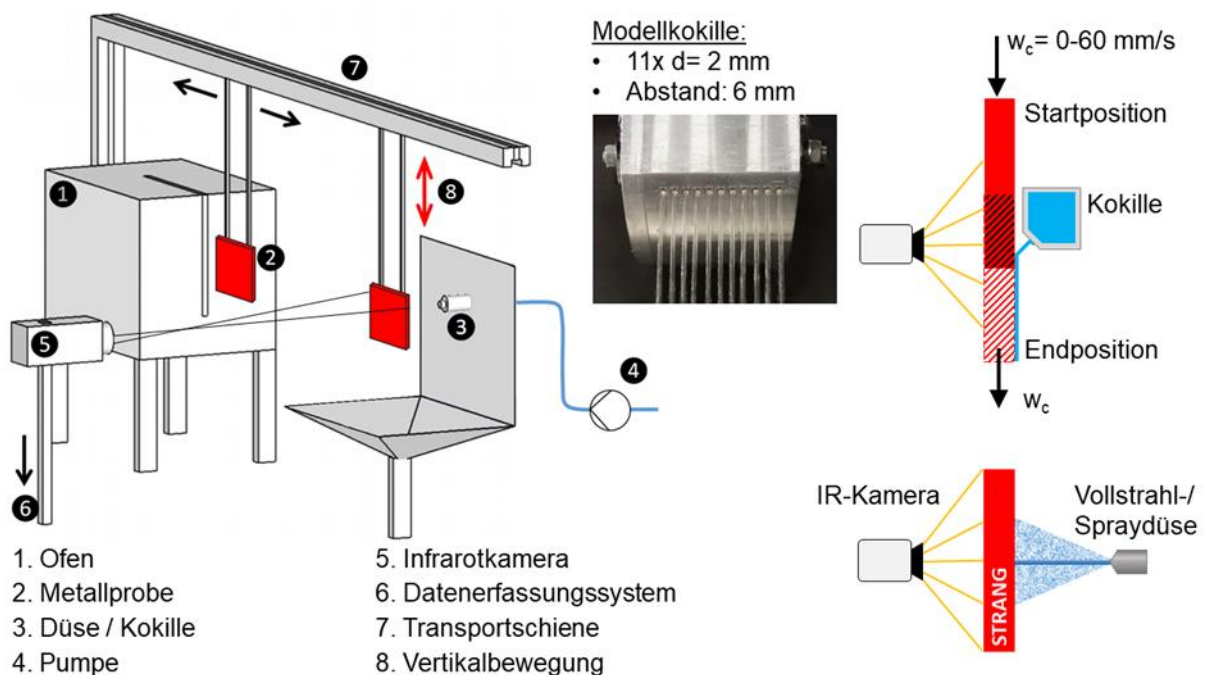 Modellkokille:
• 11x d= 2 mm
• Abstand: 6 mm
w_c= 0-60 mm/s
Startposition
Kokille
Endposition
w_c
7
8
1
2
3
5
4
6
IR-Kamera
Vollstrahl-/
Spraydüse
STRANG
1. Ofen
2. Metallprobe
3. Düse / Kokille
4. Pumpe
5. Infrarotkamera
6. Datenerfassungssystem
7. Transportschiene
8. Vertikalbewegung